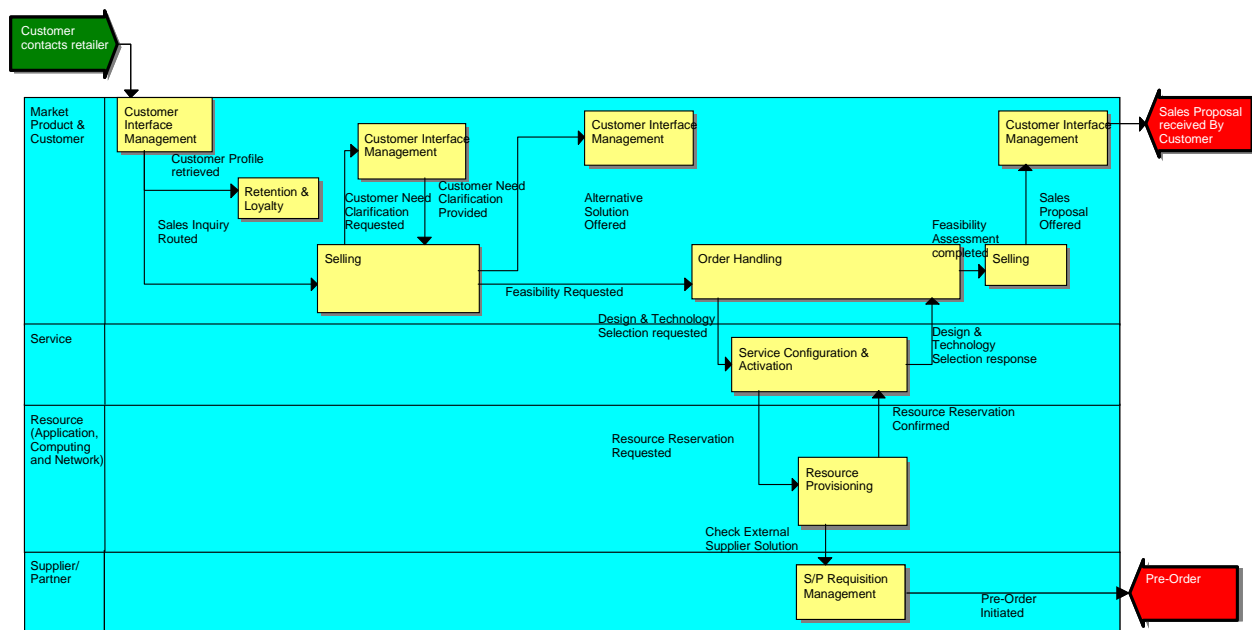 Customer
contacts retailer
Market
Product &
Customer
Customer
Interface
Management
Customer Profile
retrieved
Retention &
Loyalty
Sales Inquiry
Routed
Customer Interface
Management
Customer Need
Clarification
Requested
Customer Need
Clarification
Provided
Selling
Customer Interface
Management
Alternative
Solution
Offered
Feasibility Requested
Order Handling
Feasibility
Assessment
completed
Selling
Sales
Proposal
Offered
Customer Interface
Management
Sales Proposal
received By
Customer
Design & Technology
Selection requested
Service
Service Configuration &
Activation
Design &
Technology
Selection response
Resource
(Application,
Computing
and Network)
Resource Reservation
Requested
Resource Reservation
Confirmed
Resource
Provisioning
Check External
Supplier Solution
Supplier/
Partner
S/P Requisition
Management
Pre-Order
Initiated
Pre-Order